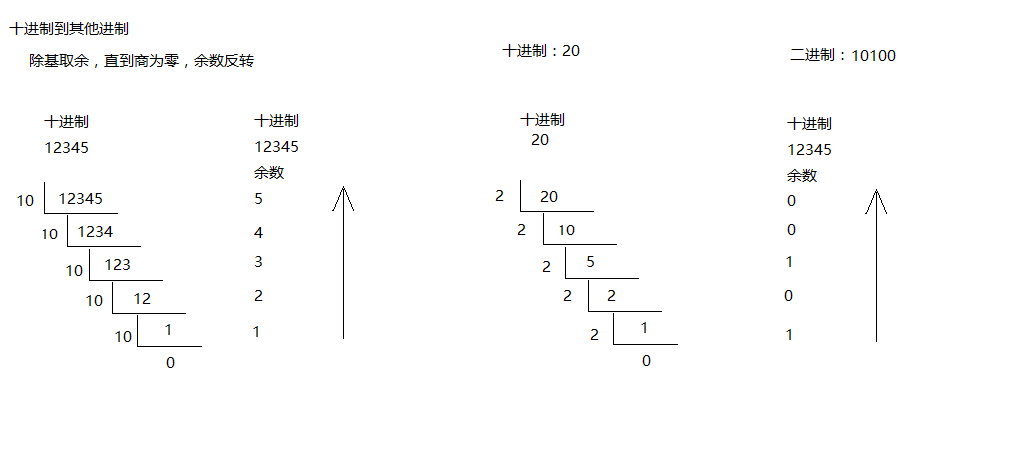 十进制到其他进制
除基取余，直到商为零，余数反转
十进制：20
二进制：10100
十进制
12345
十进制
12345
余数
10 12345 5
10 1234 4
10 123 3
10 12 2
10 1 1
0
十进制
20
十进制
12345
余数
2 20 0
2 10 0
2 5 1
2 2 0
2 1 1
0